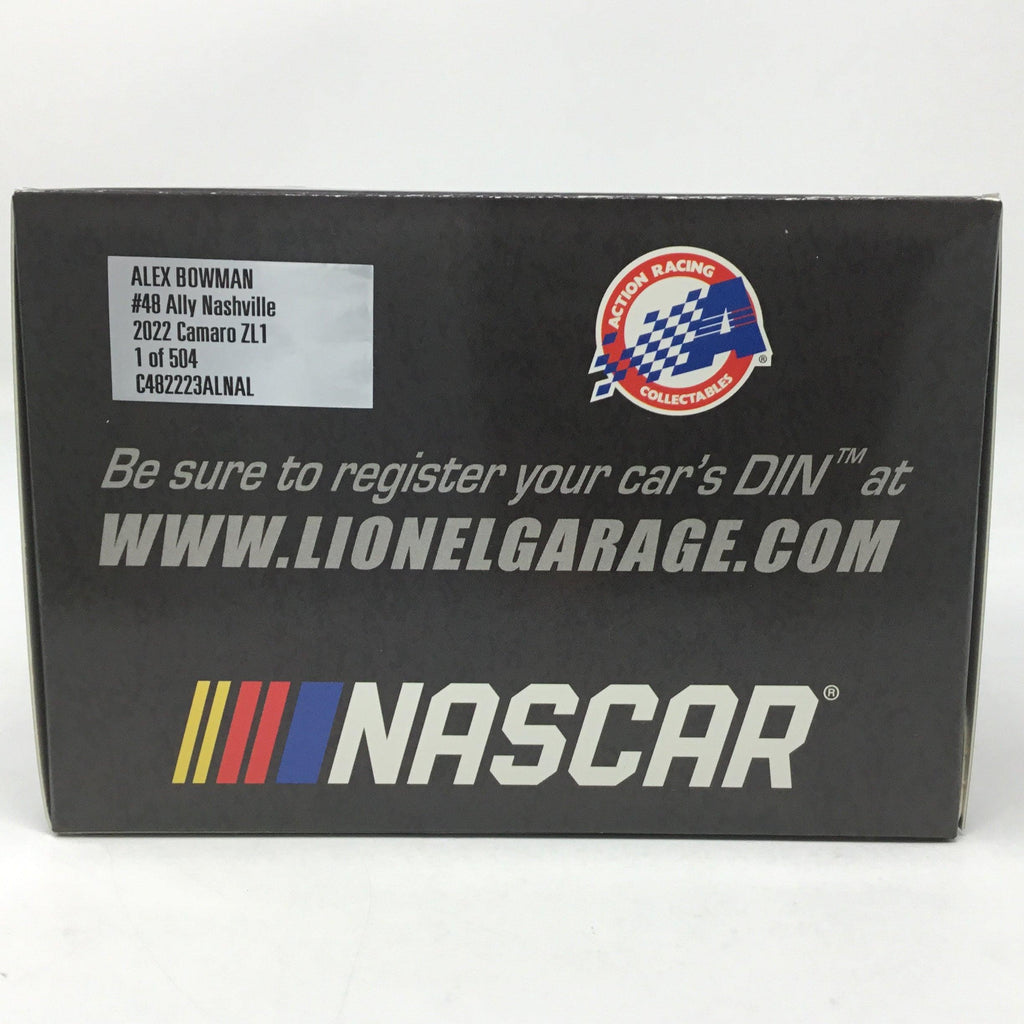 ALEX BOWMAN
#48 Ally Nashville
2022 Camaro ZL1
1 of 504
C482223ALNAL
ACTION RACING
A®
COLLECTABLES
Be sure to register your car's DIN™ at
WWW.LIONELGARAGE.COM
NASCAR®